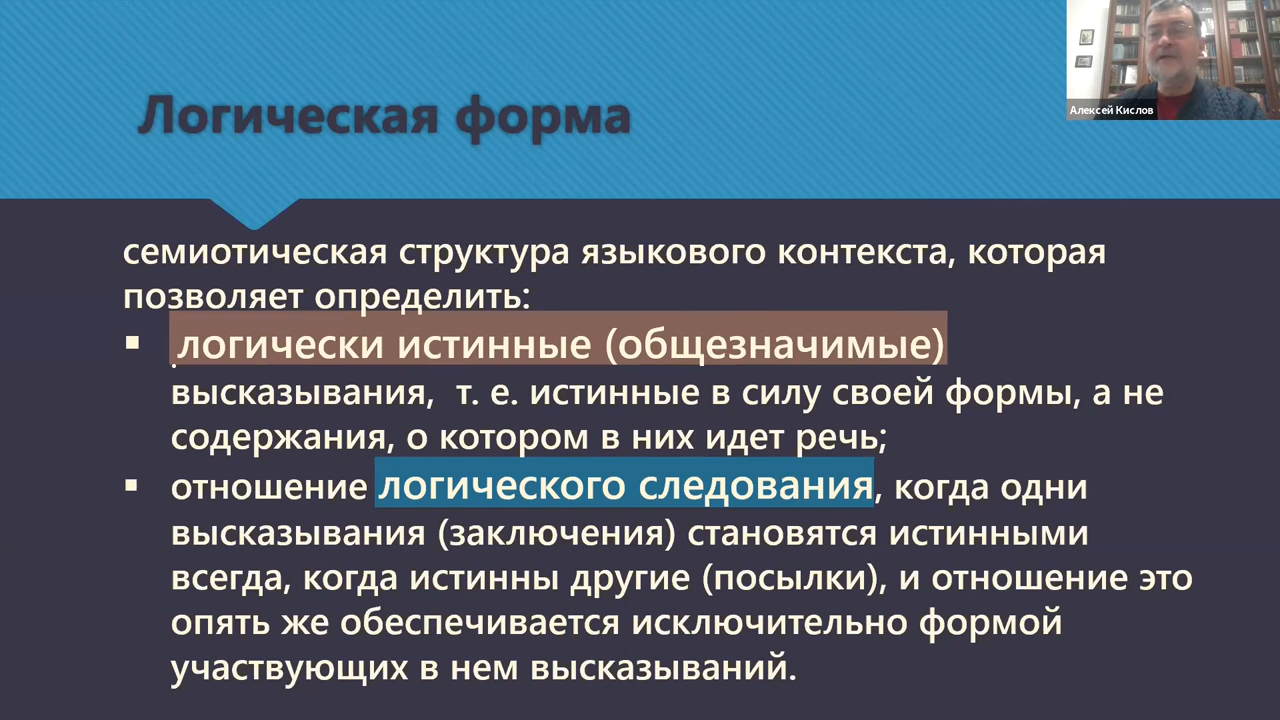 Алексей Кислов
Логическая форма
семиотическая структура языкового контекста, которая
позволяет определить:
▪ логически истинные (общезначимые)
высказывания, т. е. истинные в силу своей формы, а не
содержания, о котором в них идет речь;
▪ отношение логического следования, когда одни
высказывания (заключения) становятся истинными
всегда, когда истинны другие (посылки), и отношение это
опять же обеспечивается исключительно формой
участвующих в нем высказываний.